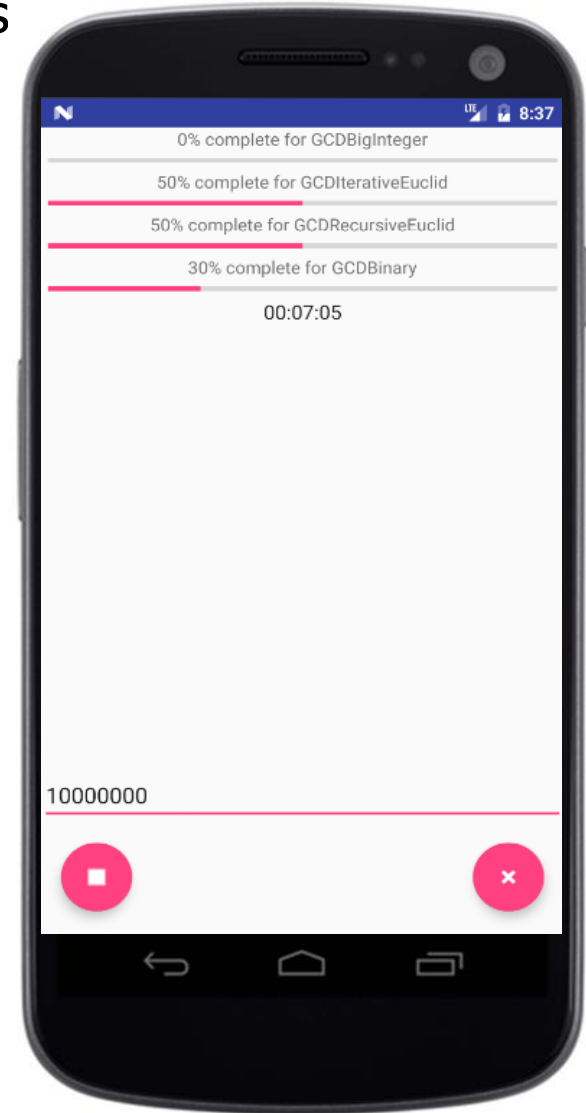 s
LTE 8:37
0% complete for GCDBigInteger
50% complete for GCDIterativeEuclid
50% complete for GCDRecursiveEuclid
30% complete for GCDBinary
00:07:05
10000000